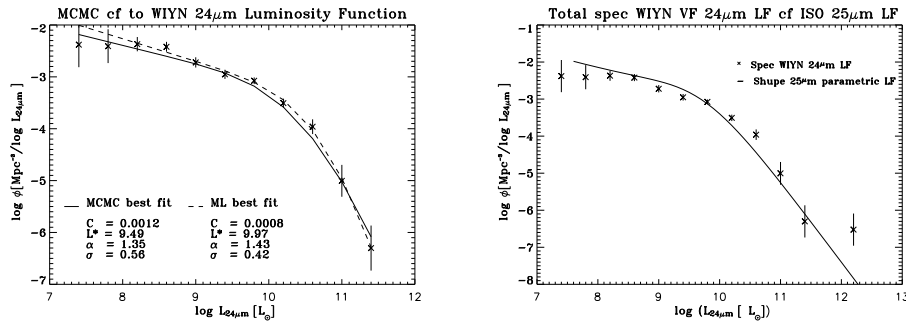 MCMC cf to WIYN 24μm Luminosity Function
-2
-3
-4
-5
-6
-7
log ϕ[Mpc⁻³/log L₂₄μm]
MCMC best fit
C = 0.0012
L* = 9.49
α = 1.35
σ = 0.56
ML best fit
C = 0.0008
L* = 9.97
α = 1.43
σ = 0.42
7 8 9 10 11 12
log L₂₄μm [L⊙]
Total spec WIYN VF 24μm LF cf ISO 25μm LF
-1
-2
-3
-4
-5
-6
-7
-8
log ϕ[Mpc⁻³/log L₂₄μm]
Spec WIYN 24μm LF
Shupe 25μm parametric LF
7 8 9 10 11 12 13
log (L₂₄μm[ L⊙])